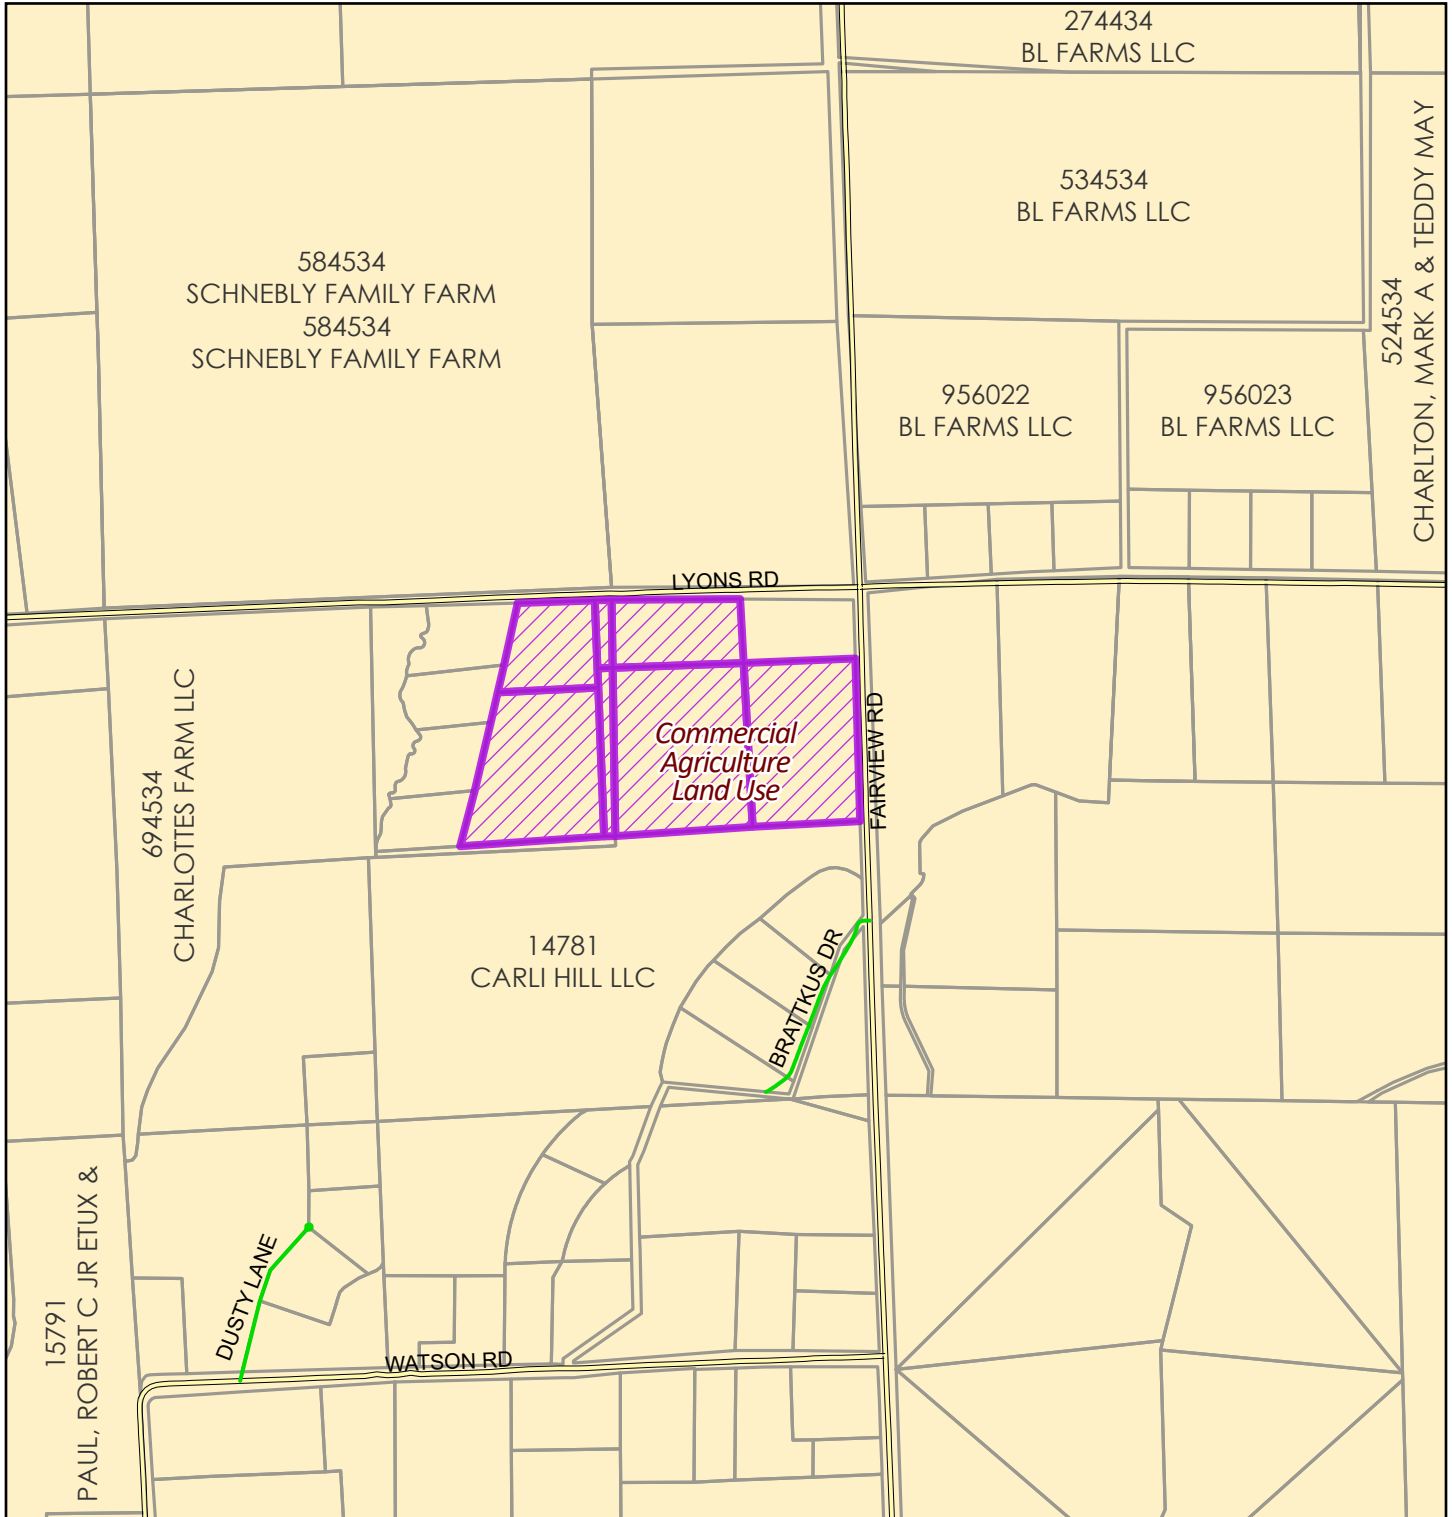 274434
BL FARMS LLC
534534
BL FARMS LLC
584534
SCHNEBLY FAMILY FARM
584534
SCHNEBLY FAMILY FARM
524534
CHARLTON, MARK A & TEDDY MAY
956022
BL FARMS LLC
956023
BL FARMS LLC
LYONS RD
694534
CHARLOTTES FARM LLC
Commercial
Agriculture
Land Use
FAIRVIEW RD
14781
CARLI HILL LLC
BRATTKUS DR
15791
PAUL, ROBERT C JR ETUX &
DUSTY LANE
WATSON RD